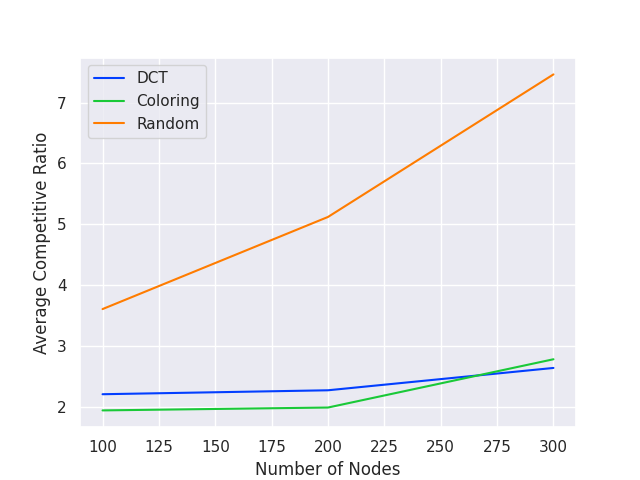 DCT
Coloring
Random
Average Competitive Ratio
7
6
5
4
3
2
100 125 150 175 200 225 250 275 300
Number of Nodes